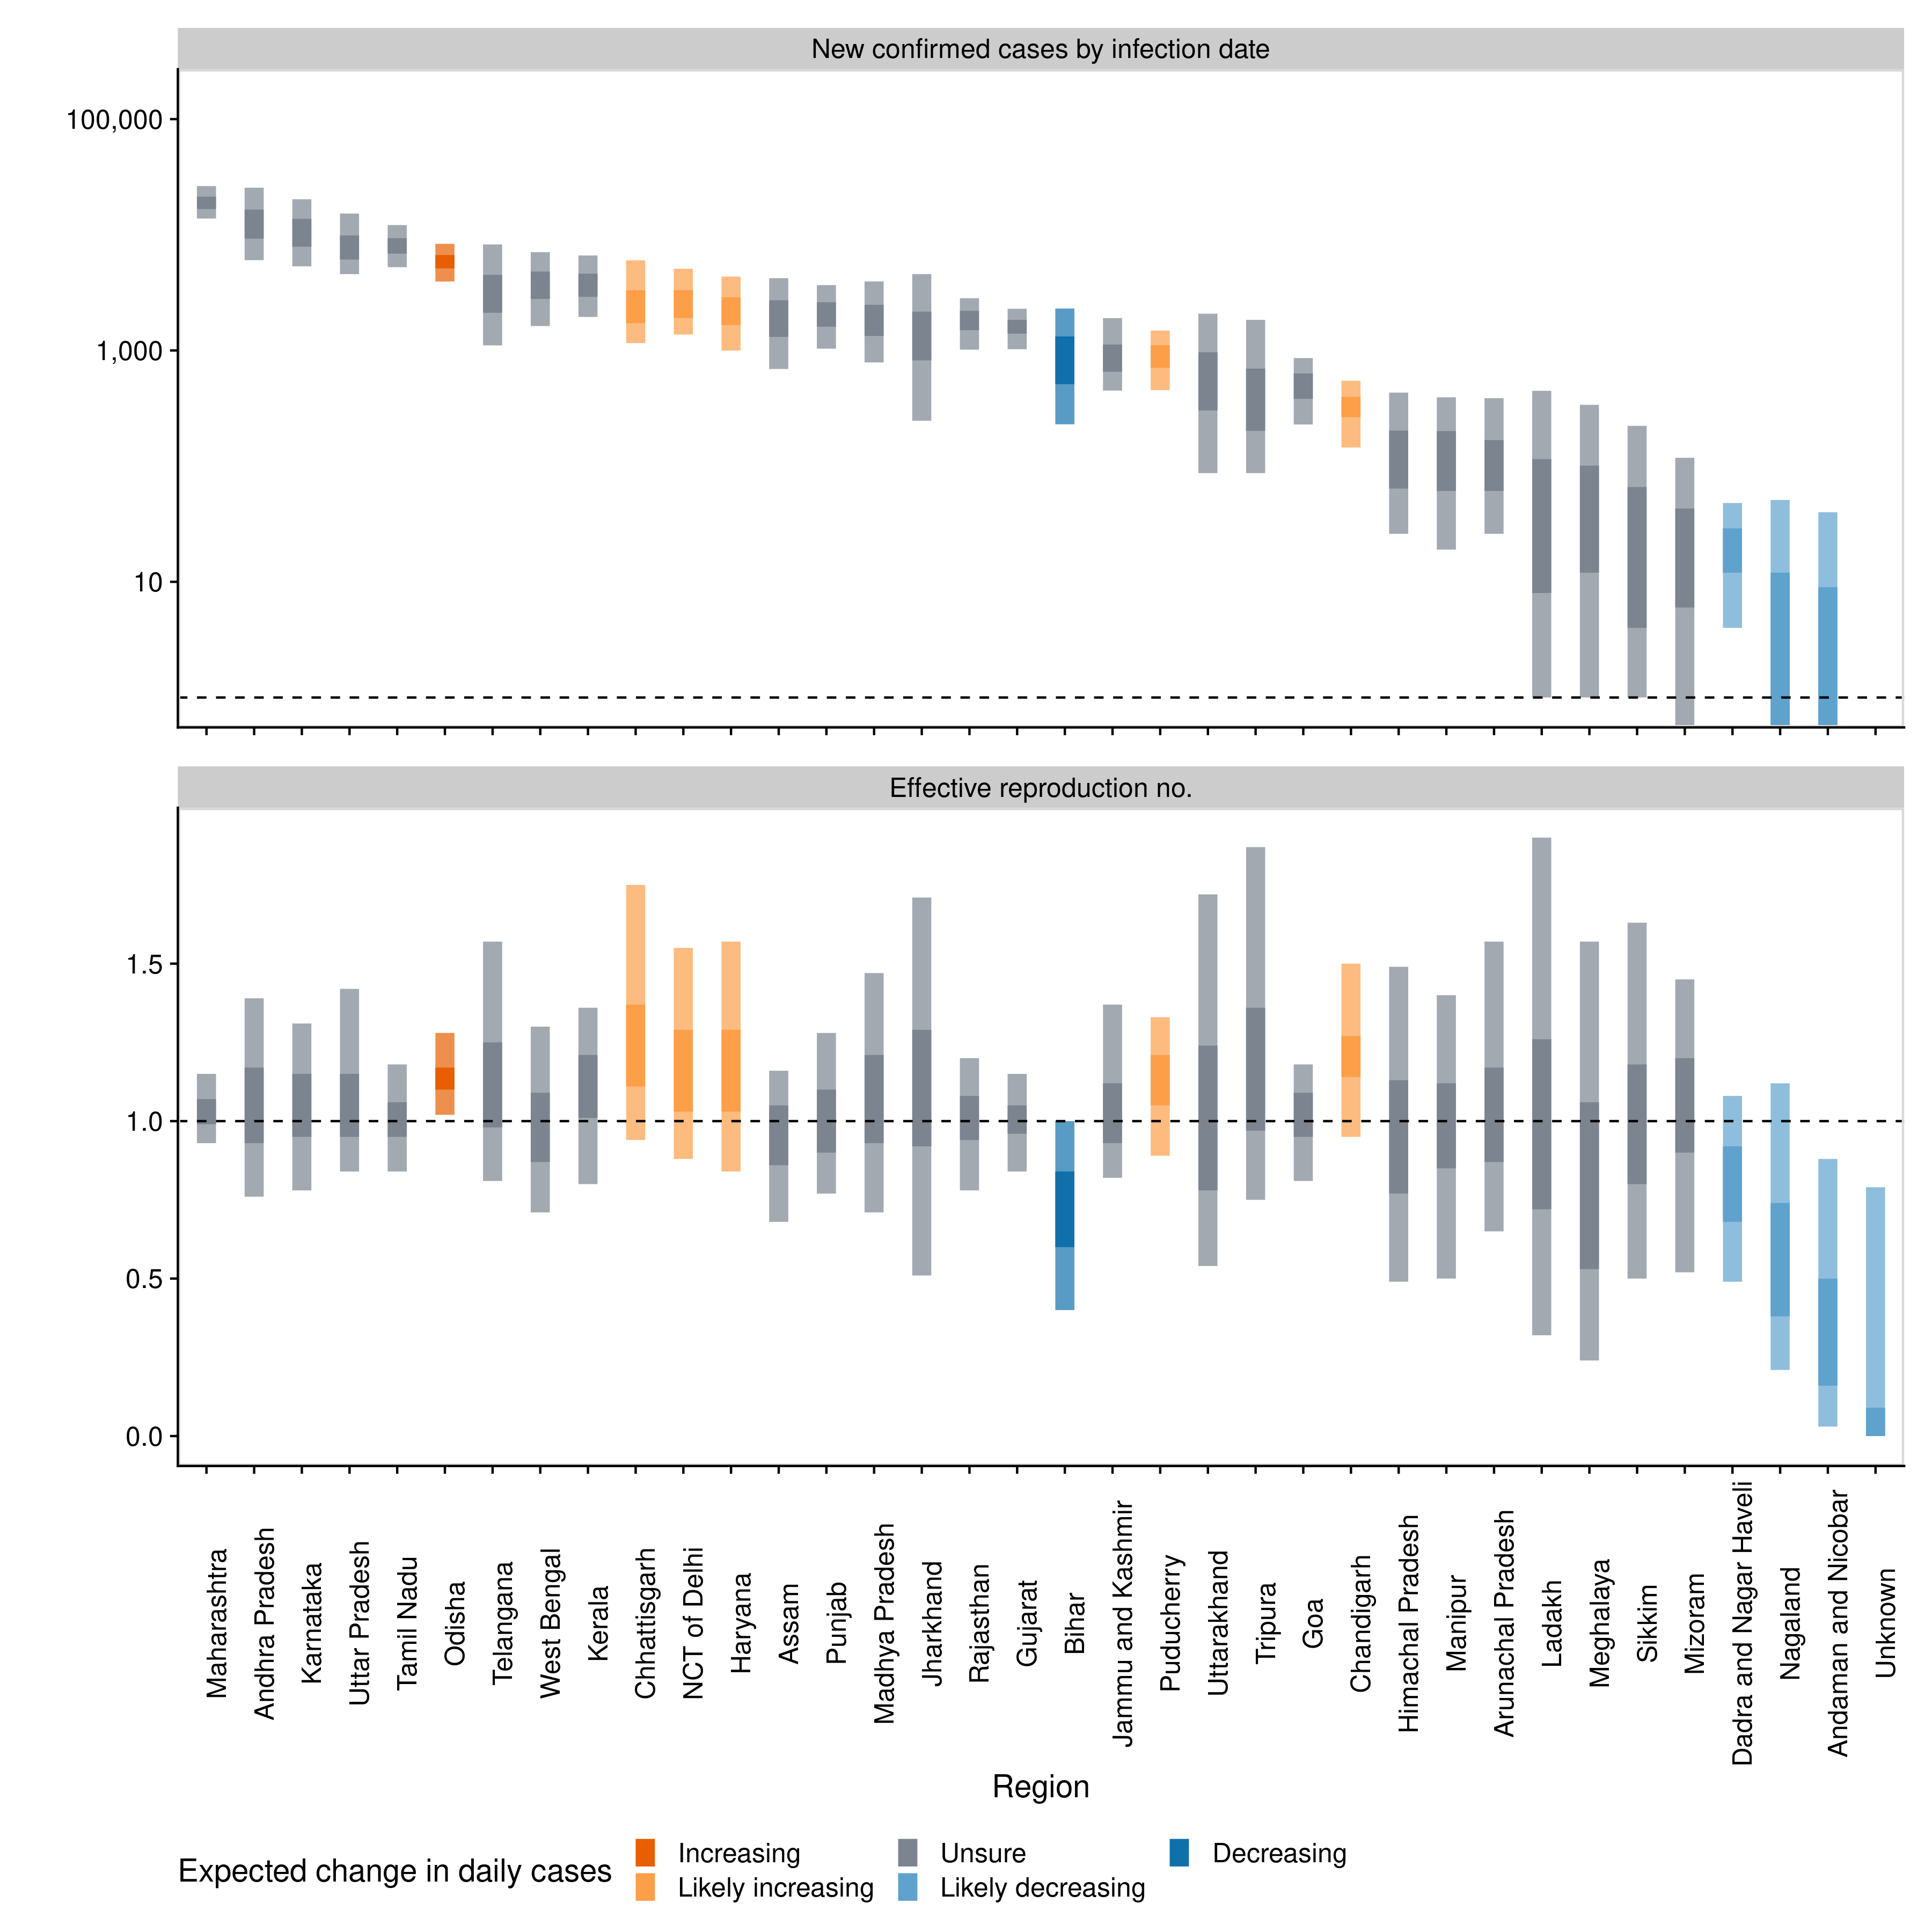 New confirmed cases by infection date
100,000
1,000
10
Effective reproduction no.
1.5
1.0
0.5
0.0
Maharashtra
Andhra Pradesh
Karnataka
Uttar Pradesh
Tamil Nadu
Odisha
Telangana
West Bengal
Kerala
Chhattisgarh
NCT of Delhi
Haryana
Assam
Punjab
Madhya Pradesh
Jharkhand
Rajasthan
Gujarat
Bihar
Jammu and Kashmir
Puducherry
Uttarakhand
Tripura
Goa
Chandigarh
Himachal Pradesh
Manipur
Arunachal Pradesh
Ladakh
Meghalaya
Sikkim
Mizoram
Dadra and Nagar Haveli
Nagaland
Andaman and Nicobar
Unknown
Region
Expected change in daily cases
Increasing
Likely increasing
Unsure
Likely decreasing
Decreasing